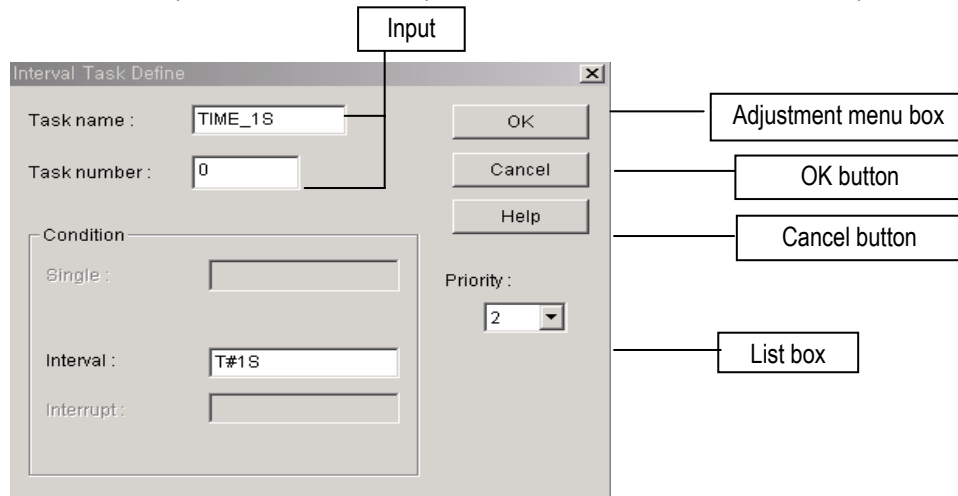 Input
Interval Task Define
Task name :
TIME_1S
OK
Adjustment menu box
Task number :
0
Cancel
OK button
Help
Cancel button
Condition
Single :
Priority :
2
Interval :
T#1S
List box
Interrupt :